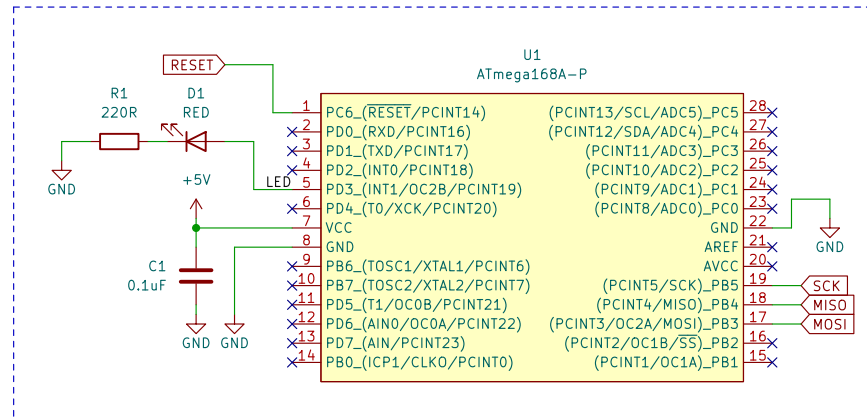 U1
ATmega168A-P
RESET
R1
220R
D1
RED
GND
LED
+5V
C1
0.1uF
GND
GND
1 PC6_(RESET/PCINT14)
2 PD0_(RXD/PCINT16)
3 PD1_(TXD/PCINT17)
4 PD2_(INT0/PCINT18)
5 PD3_(INT1/OC2B/PCINT19)
6 PD4_(T0/XCK/PCINT20)
7 VCC
8 GND
9 PB6_(TOSC1/XTAL1/PCINT6)
10 PB7_(TOSC2/XTAL2/PCINT7)
11 PD5_(T1/OC0B/PCINT21)
12 PD6_(AIN0/OC0A/PCINT22)
13 PD7_(AIN/PCINT23)
14 PB0_(ICP1/CLKO/PCINT0)
(PCINT13/SCL/ADC5)_PC5 28
(PCINT12/SDA/ADC4)_PC4 27
(PCINT11/ADC3)_PC3 26
(PCINT10/ADC2)_PC2 25
(PCINT9/ADC1)_PC1 24
(PCINT8/ADC0)_PC0 23
GND 22
AREF 21
AVCC 20
(PCINT5/SCK)_PB5 19
(PCINT4/MISO)_PB4 18
(PCINT3/OC2A/MOSI)_PB3 17
(PCINT2/OC1B/SS)_PB2 16
(PCINT1/OC1A)_PB1 15
GND
SCK
MISO
MOSI